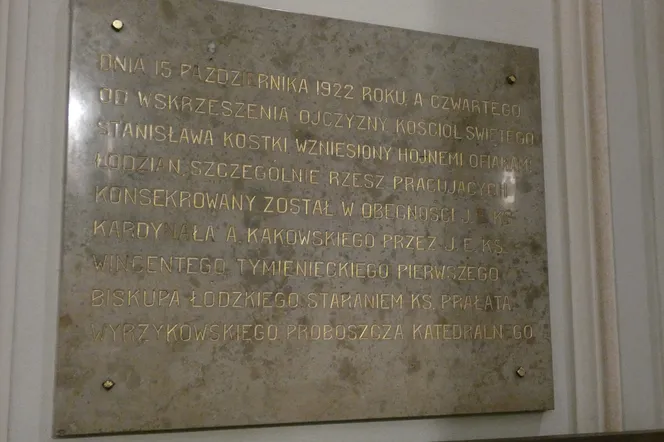 DNIA 15 PAŹDZIERNIKA 1922 ROKU, A CZWARTEGO
OD WSKRZESZENIA OJCZYZNY, KOŚCIÓŁ ŚWIĘTEGO
STANISŁAWA KOSTKI WZNIESIONY HOJNEMI OFIARAMI
ŁODZIAN, SZCZEGÓLNIE RZESZ PRACUJĄCYCH
KONSEKROWANY ZOSTAŁ W OBECNOŚCI J. E. KS.
KARDYNAŁA A. KAKOWSKIEGO PRZEZ J. E. KS.
WINCENTEGO TYMIENIECKIEGO PIERWSZEGO
BISKUPA ŁÓDZKIEGO STARANIEM KS. PRAŁATA
WYRZYKOWSKIEGO PROBOSZCZA KATEDRALNEGO